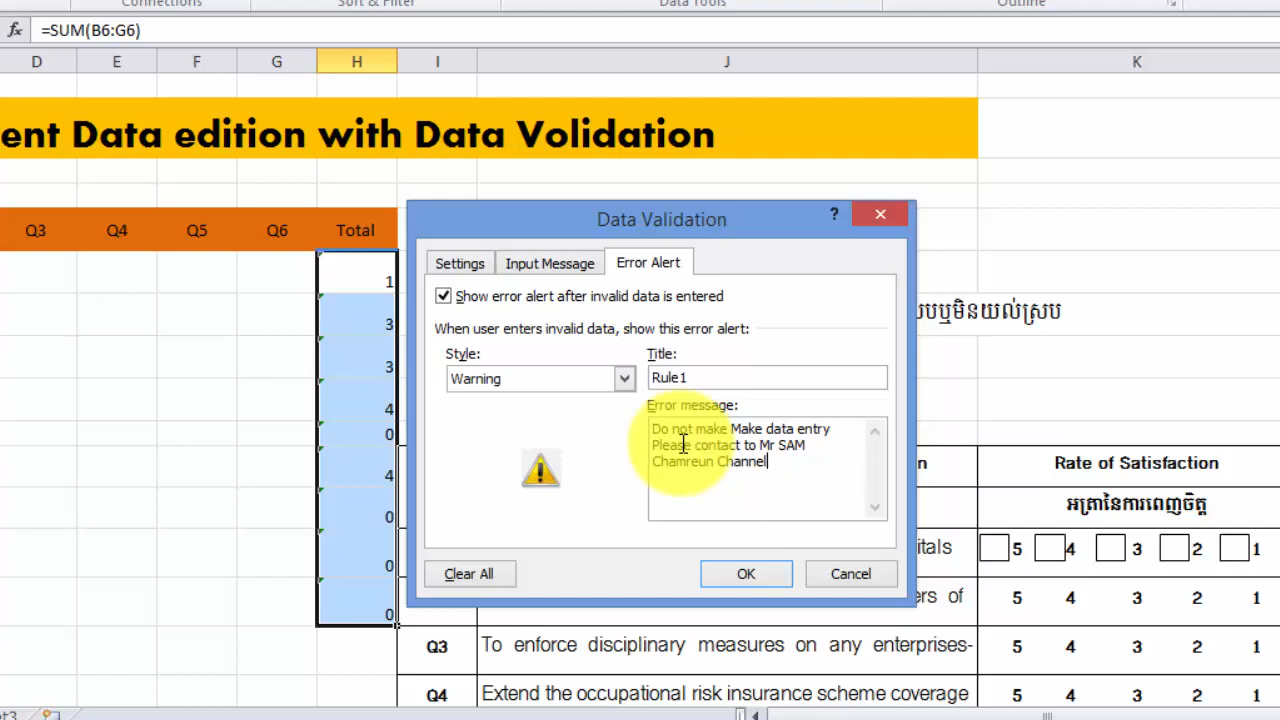 Connections Sort & Filter Data Tools Outline
fx =SUM(B6:G6)
D E F G H I J K
ent Data edition with Data Volidation
Q3 Q4 Q5 Q6 Total
Data Validation ?
Settings Input Message Error Alert
1
Show error alert after invalid data is entered
ឬមិនយល់ស្រប
3
When user enters invalid data, show this error alert:
Style: Title:
3
Warning Rule1
Error message:
4
Do not make Make data entry
0
Please contact to Mr SAM
Chamreun Channel
n Rate of Satisfaction
4
អត្រានៃការពេញចិត្ត
0
itals 5 4 3 2 1
0
Clear All OK Cancel
ers of 5 4 3 2 1
0
Q3 To enforce disciplinary measures on any enterprises- 5 4 3 2 1
Q4 Extend the occupational risk insurance scheme coverage 5 4 3 2 1
et3